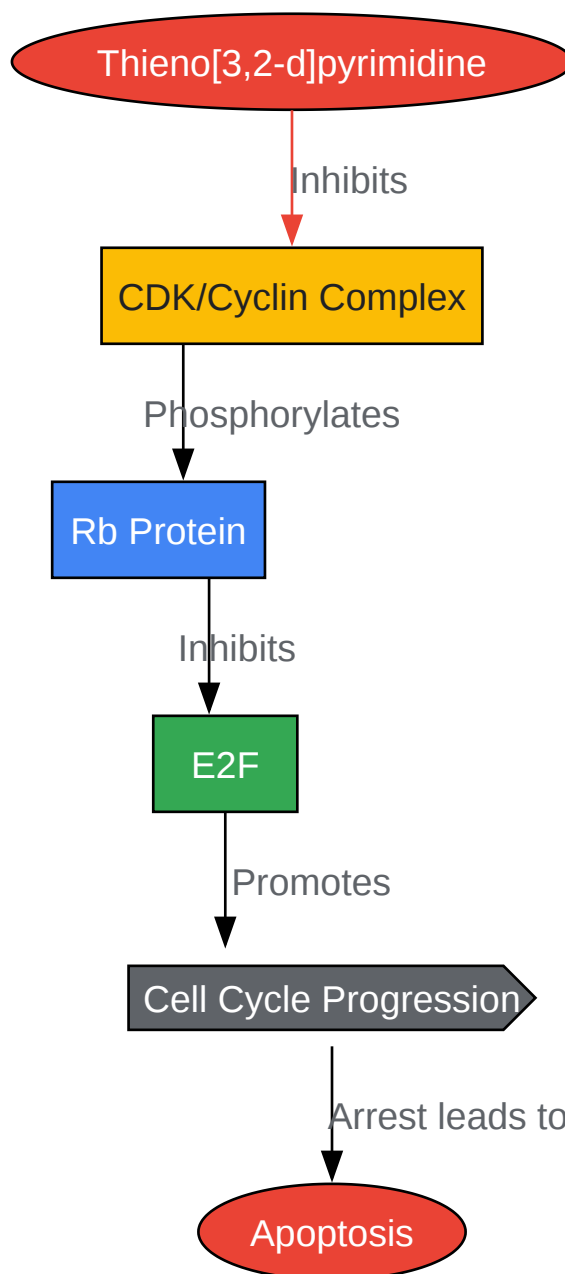 Thieno[3,2-d]pyrimidine
Inhibits
CDK/Cyclin Complex
Phosphorylates
Rb Protein
Inhibits
E2F
Promotes
Cell Cycle Progression
Arrest leads to
Apoptosis